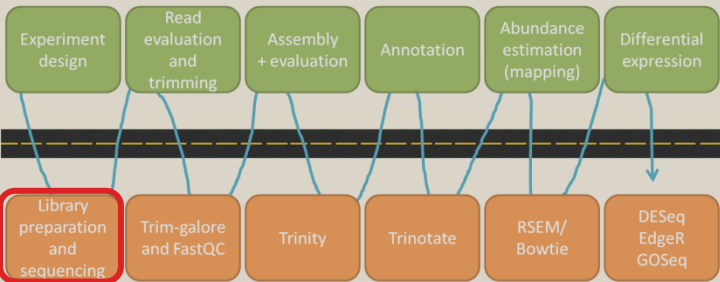 Experiment
design
Read
evaluation
and
trimming
Assembly
+ evaluation
Annotation
Abundance
estimation
(mapping)
Differential
expression
Library
preparation
and
sequencing
Trim-galore
and FastQC
Trinity
Trinotate
RSEM/
Bowtie
DESeq
EdgeR
GOSeq